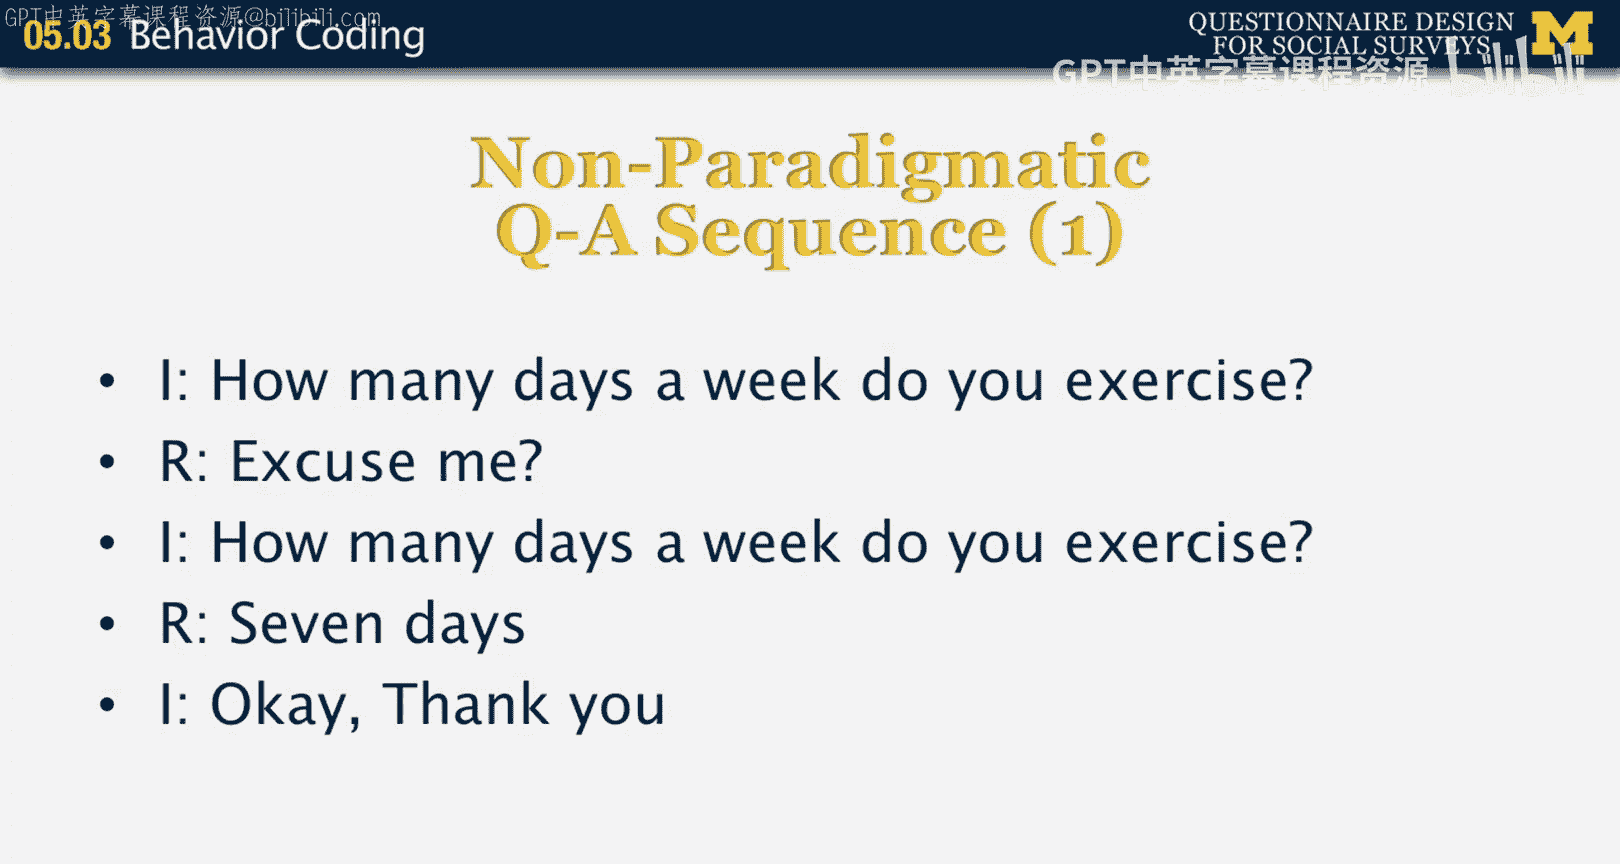 GPT中英字幕课程资源@bilibili.com
05.03 Behavior Coding
QUESTIONNAIRE DESIGN
FOR SOCIAL SURVEYS
M
GPT中英字幕课程资源 bilibili
Non-Paradigmatic
Q-A Sequence (1)
• I: How many days a week do you exercise?
• R: Excuse me?
• I: How many days a week do you exercise?
• R: Seven days
• I: Okay, Thank you